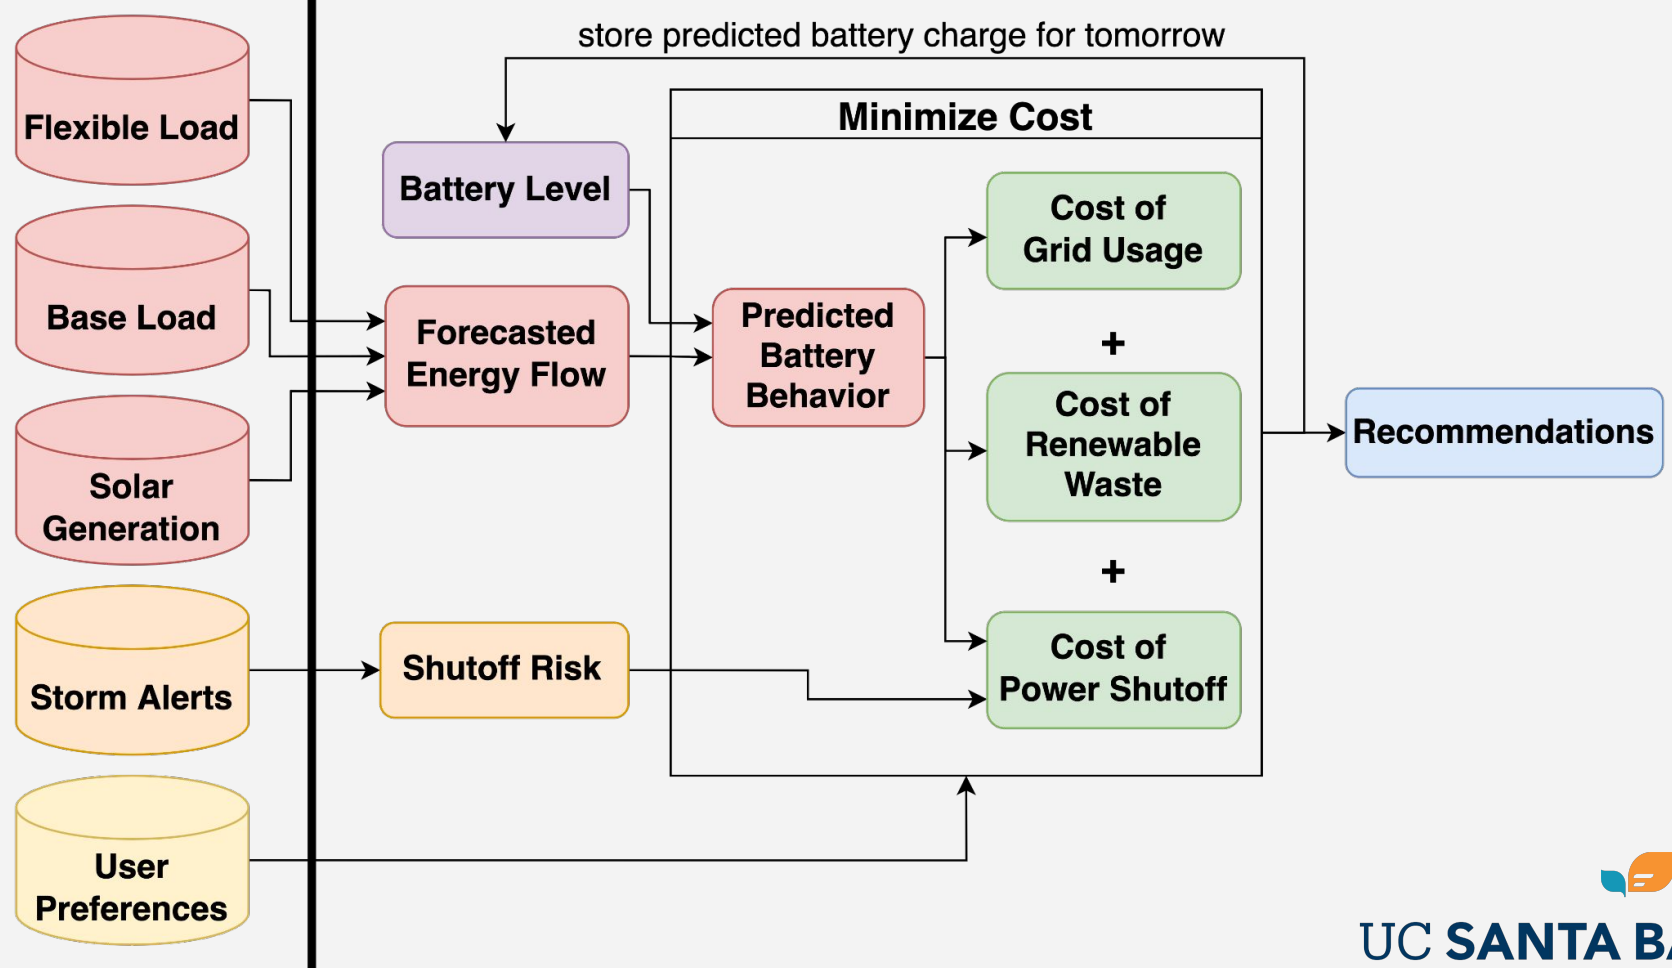 store predicted battery charge for tomorrow
Flexible Load
Base Load
Solar
Generation
Storm Alerts
User
Preferences
Battery Level
Forecasted
Energy Flow
Shutoff Risk
Minimize Cost
Predicted
Battery
Behavior
Cost of
Grid Usage
+
Cost of
Renewable
Waste
+
Cost of
Power Shutoff
Recommendations
UC SANTA